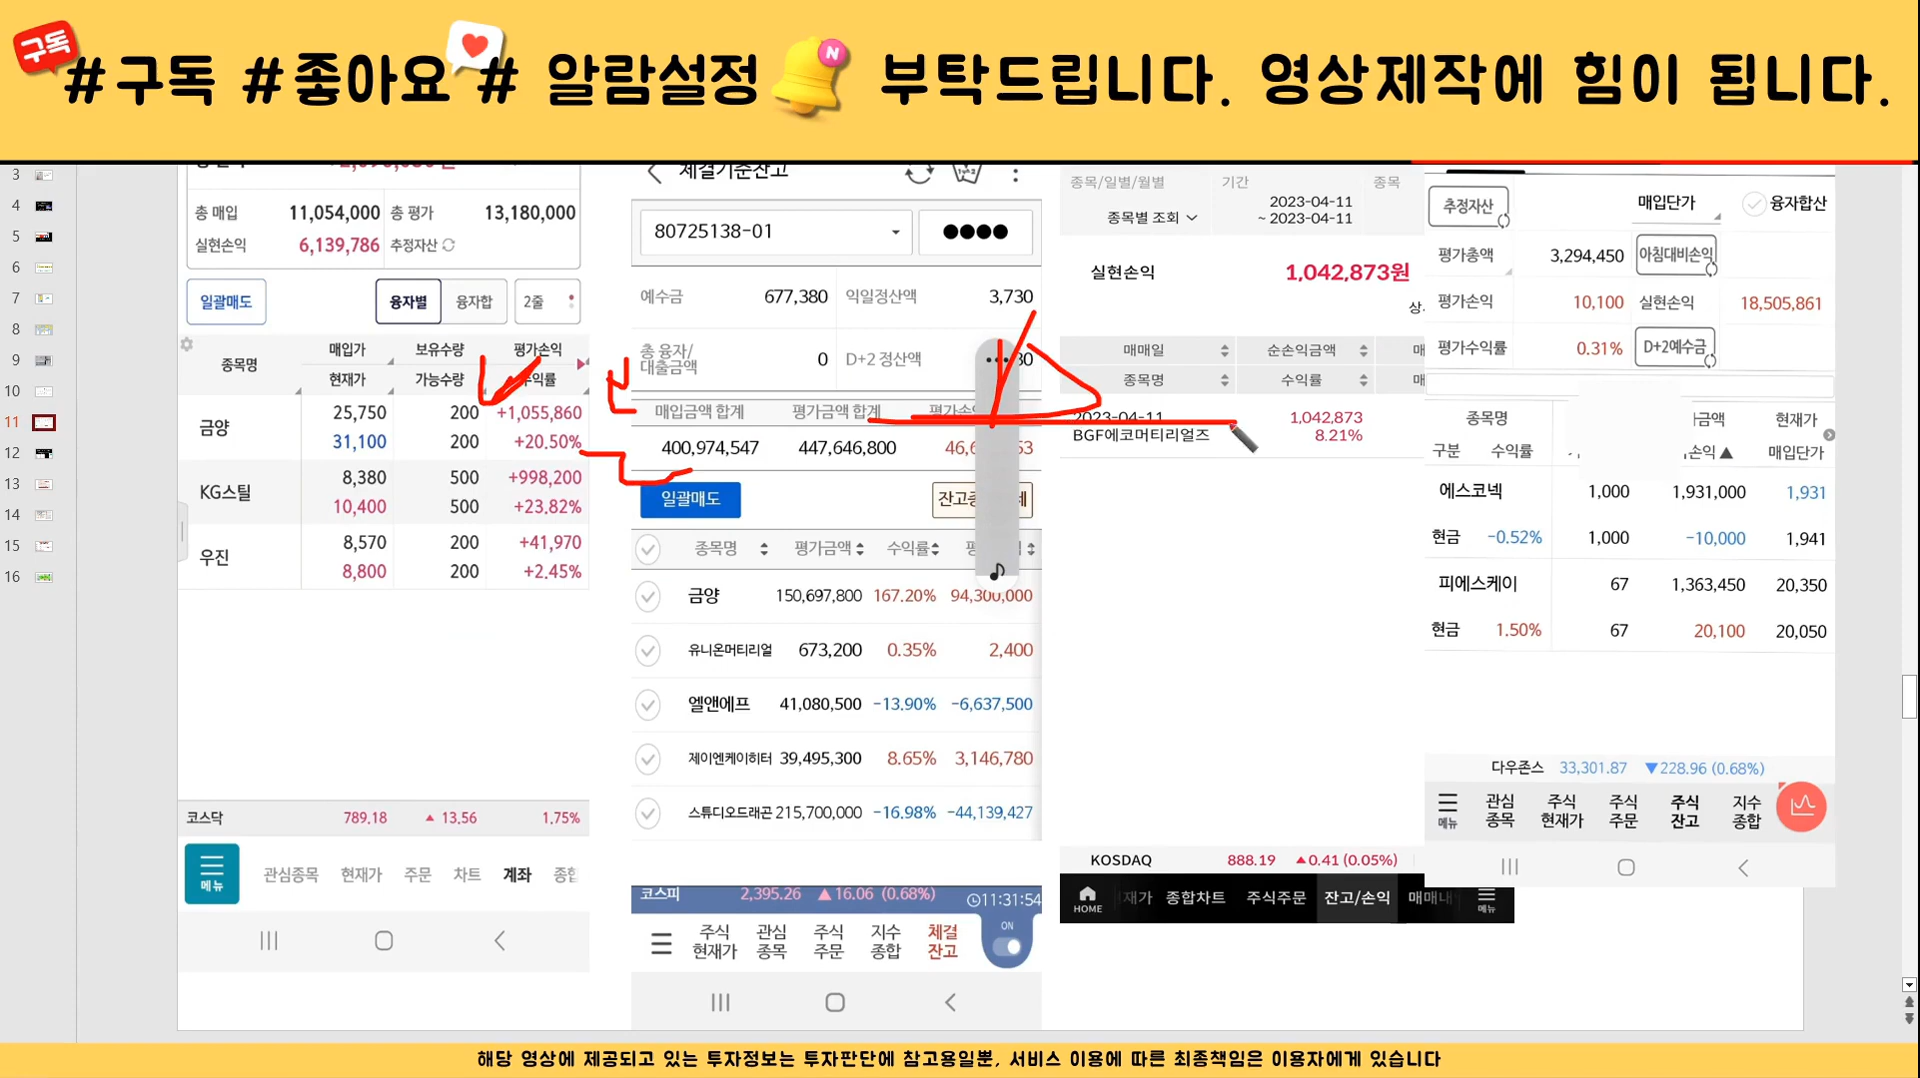 구독
#구독 #좋아요 # 알람설정 N 부탁드립니다. 영상제작에 힘이 됩니다.
3
4
5
6
7
8
9
10
11
12
13
14
15
16
총 매입 11,054,000 총 평가 13,180,000
실현손익 6,139,786 추정자산
일괄매도 융자별 융자합 2줄
종목명 매입가 보유수량 평가손익
현재가 가능수량
금양 25,750 200 +1,055,860
31,100 200 +20.50%
KG스틸 8,380 500 +998,200
10,400 500 +23.82%
우진 8,570 200 +41,970
8,800 200 +2.45%
코스닥 789.18 ▲ 13.56 1.75%
메뉴 관심종목 현재가 주문 차트 계좌 종합
체결기준잔고
80725138-01 ●●●●
예수금 677,380 익일정산액 3,730
총 융자/
대출금액 0 D+2 정산액
매입금액 합계 평가금액 합계
400,974,547 447,646,800
일괄매도
종목명 평가금액 수익률
금양 150,697,800 167.20% 94,300,000
유니온머티리얼 673,200 0.35% 2,400
엘앤에프 41,080,500 -13.90% -6,637,500
제이엔케이히터 39,495,300 8.65% 3,146,780
스튜디오드래곤 215,700,000 -16.98% -44,139,427
코스피 2,395.26 ▲ 16.06 (0.68%) 11:31:54
주식현재가 관심종목 주식주문 지수종합 체결잔고 ON
종목/일별/월별 기간 종목
종목별 조회 2023-04-11
~ 2023-04-11
실현손익 1,042,873원
상
매매일 순손익금액 매
종목명 수익률 매
2023-04-11 1,042,873
BGF에코머티리얼즈 8.21%
KOSDAQ 888.19 ▲0.41 (0.05%)
HOME 재가 종합차트 주식주문 잔고/손익 매매내 메뉴
추정자산 매입단가 융자합산
평가총액 3,294,450 아침대비손익
평가손익 10,100 실현손익 18,505,861
평가수익률 0.31% D+2예수금
종목명 금액 현재가
구분 수익률 손익▲ 매입단가
에스코넥 1,000 1,931,000 1,931
현금 -0.52% 1,000 -10,000 1,941
피에스케이 67 1,363,450 20,350
현금 1.50% 67 20,100 20,050
다우존스 33,301.87 ▼228.96 (0.68%)
메뉴 관심종목 주식현재가 주식주문 주식잔고 지수종합
해당 영상에 제공되고 있는 투자정보는 투자판단에 참고용일뿐, 서비스 이용에 따른 최종책임은 이용자에게 있습니다